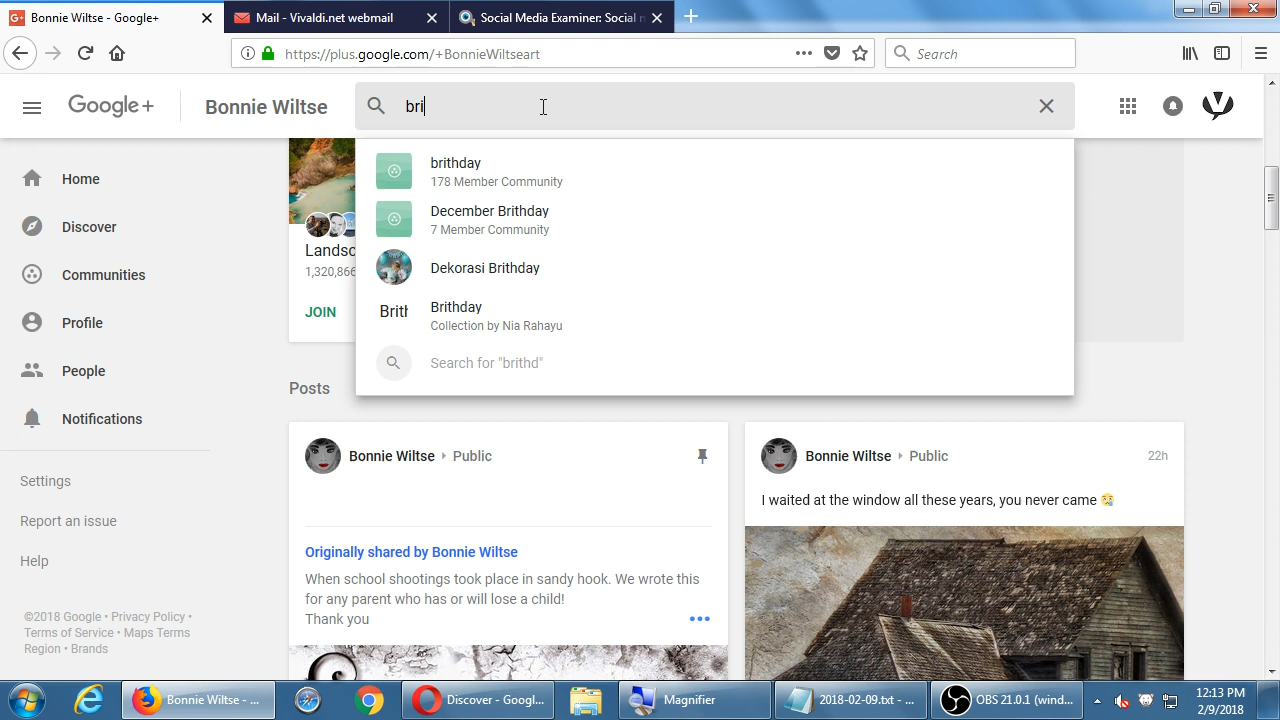 Bonnie Wiltse - Google+
Mail - Vivaldi.net webmail
Social Media Examiner: Social
https://plus.google.com/+BonnieWiltseart
Search
Google+
Bonnie Wiltse
bri
brithday
178 Member Community
December Brithday
7 Member Community
Dekorasi Brithday
Brith
Brithday
Collection by Nia Rahayu
Search for "brithd"
Home
Discover
Communities
Profile
People
Notifications
Settings
Report an issue
Help
©2018 Google • Privacy Policy •
Terms of Service • Maps Terms
Region • Brands
Landsc
1,320,866
JOIN
Posts
Bonnie Wiltse Public
Originally shared by Bonnie Wiltse
When school shootings took place in sandy hook. We wrote this
for any parent who has or will lose a child!
Thank you
Bonnie Wiltse Public
22h
I waited at the window all these years, you never came 😢
Bonnie Wiltse - ...
Discover - Googl...
Magnifier
2018-02-09.txt - ...
OBS 21.0.1 (wind...
12:13 PM
2/9/2018